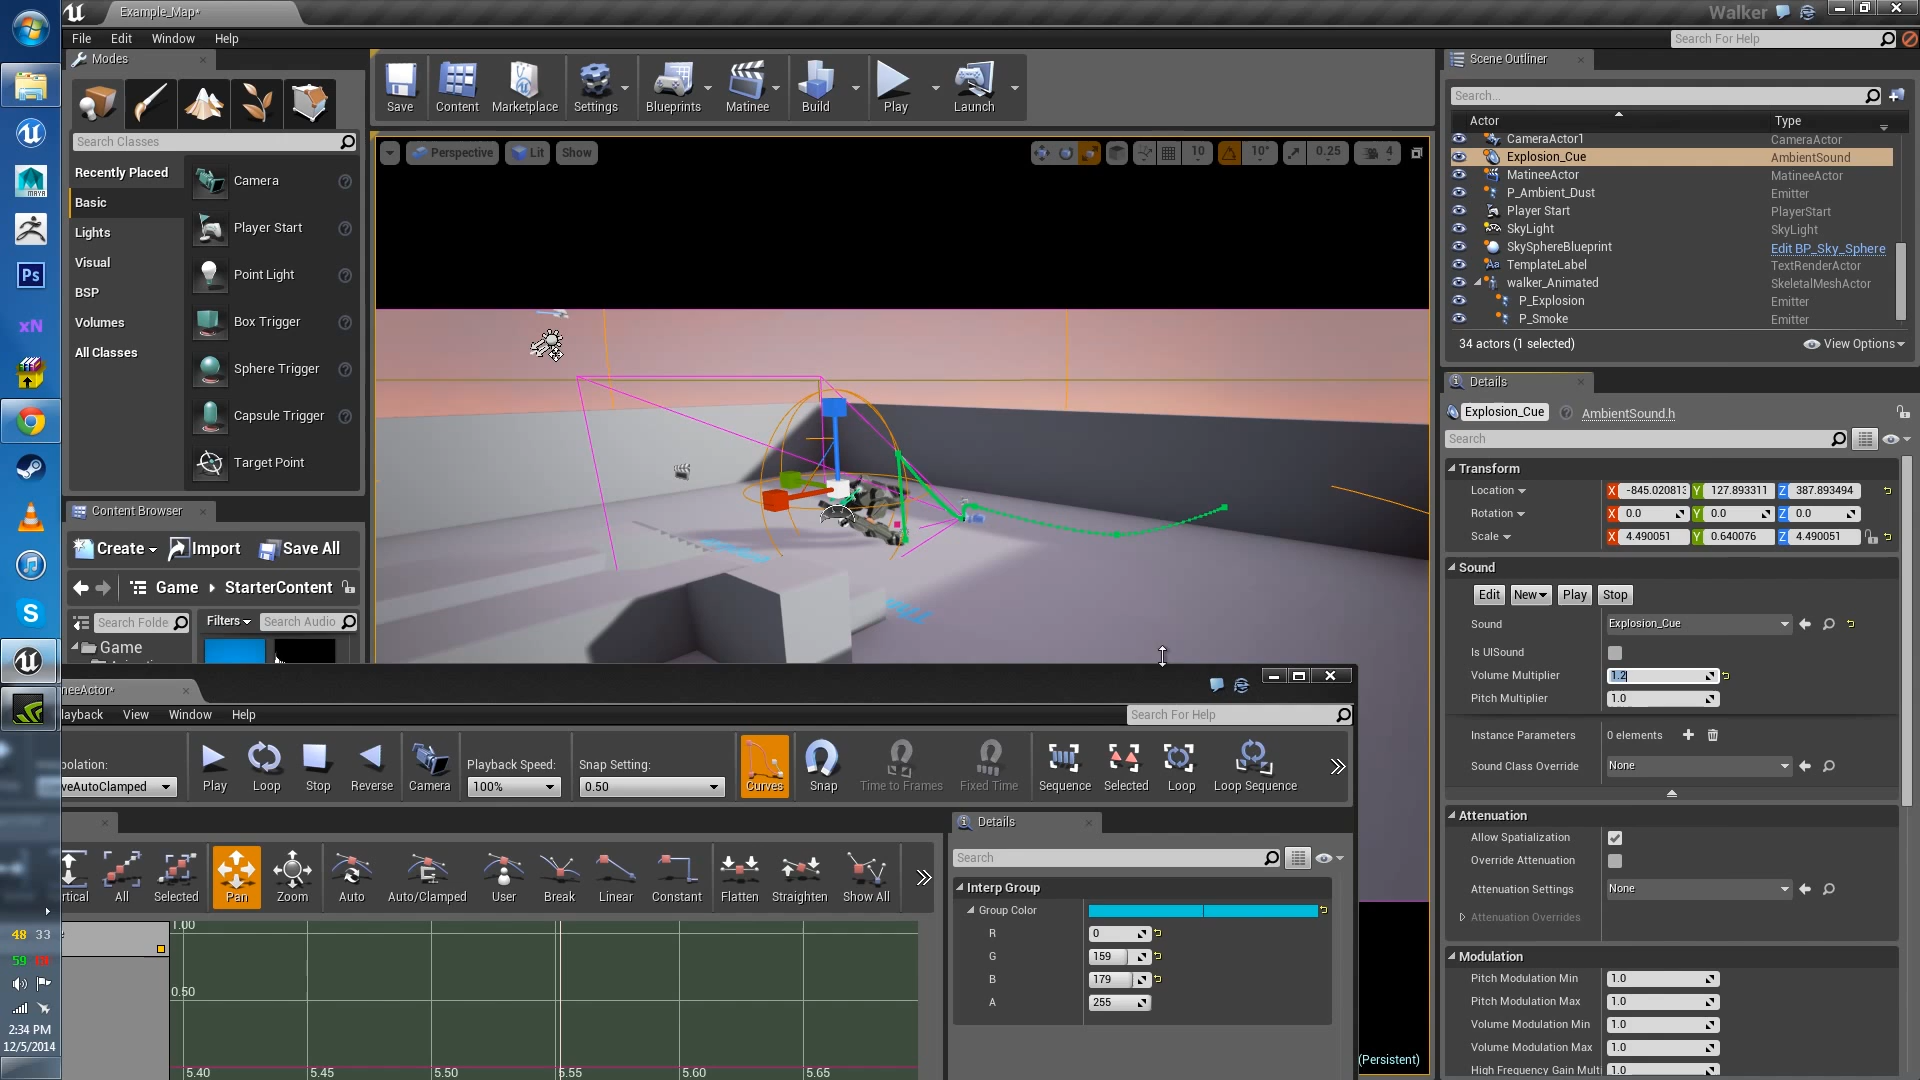 Example_Map*
Walker
File Edit Window Help
Search For Help
Modes
Search Classes
Recently Placed
Basic
Lights
Visual
BSP
Volumes
All Classes
Camera
Player Start
Point Light
Box Trigger
Sphere Trigger
Capsule Trigger
Target Point
Save
Content
Marketplace
Settings
Blueprints
Matinee
Build
Play
Launch
Perspective Lit Show
10 10° 0.25 4
Scene Outliner
Search...
Actor Type
CameraActor1 CameraActor
Explosion_Cue AmbientSound
MatineeActor MatineeActor
P_Ambient_Dust Emitter
Player Start PlayerStart
SkyLight SkyLight
SkySphereBlueprint Edit BP_Sky_Sphere
TemplateLabel TextRenderActor
walker_Animated SkeletalMeshActor
P_Explosion Emitter
P_Smoke Emitter
34 actors (1 selected) View Options
Details
Explosion_Cue AmbientSound.h
Search
Transform
Location X -845.020813 Y 127.893311 Z 387.893494
Rotation X 0.0 Y 0.0 Z 0.0
Scale X 4.490051 Y 0.640076 Z 4.490051
Sound
Edit New Play Stop
Sound Explosion_Cue
Is UISound
Volume Multiplier 1.2
Pitch Multiplier 1.0
Instance Parameters 0 elements
Sound Class Override None
Attenuation
Allow Spatialization
Override Attenuation
Attenuation Settings None
Attenuation Overrides
Modulation
Pitch Modulation Min 1.0
Pitch Modulation Max 1.0
Volume Modulation Min 1.0
Volume Modulation Max 1.0
High Frequency Gain Mult 1.0
Content Browser
Create Import Save All
Game StarterContent
Search Folde Filters Search Audio
Game
neeActor*
layback View Window Help
Search For Help
polation:
veAutoClamped
Play Loop Stop Reverse Camera
Playback Speed:
100%
Snap Setting:
0.50
Curves Snap Time to Frames Fixed Time Sequence Selected Loop Loop Sequence
rtical All Selected Pan Zoom Auto Auto/Clamped User Break Linear Constant Flatten Straighten Show All
1.00
0.50
5.40 5.45 5.50 5.55 5.60 5.65
Details
Search
Interp Group
Group Color
R 0
G 159
B 179
A 255
(Persistent)
MAYA
Ps
xN
48 33
59
2:34 PM
12/5/2014